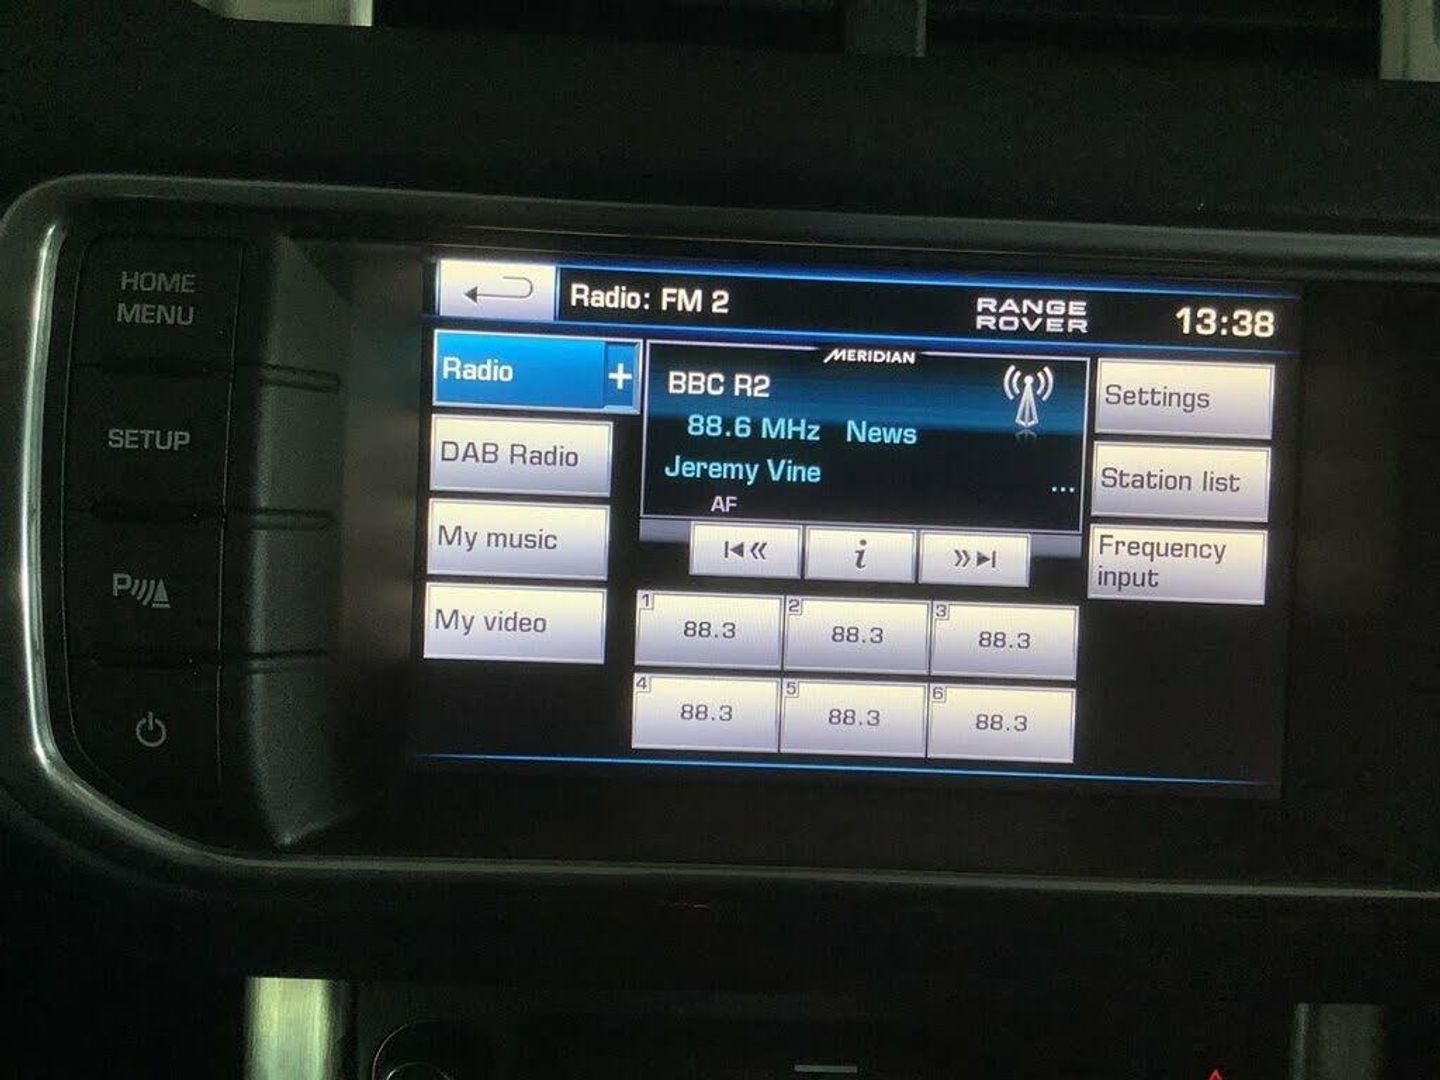 HOME
MENU
SETUP
P
Radio: FM 2
RANGE
ROVER
13:38
Radio +
DAB Radio
My music
My video
MERIDIAN
BBC R2
88.6 MHz News
Jeremy Vine
...
AF
i
1 88.3
2 88.3
3 88.3
4 88.3
5 88.3
6 88.3
Settings
Station list
Frequency
input